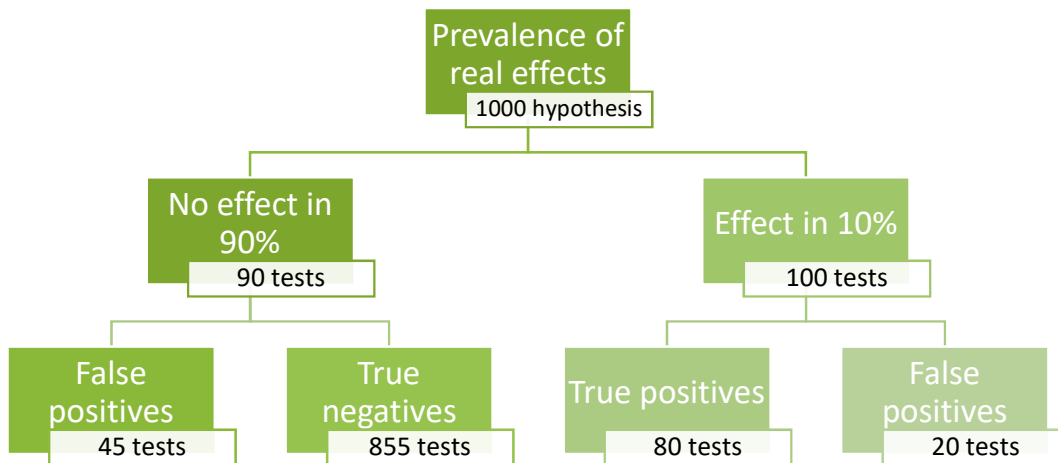 Prevalence of
real effects
1000 hypothesis
No effect in
90%
90 tests
Effect in 10%
100 tests
False
positives
45 tests
True
negatives
855 tests
True positives
80 tests
False
positives
20 tests